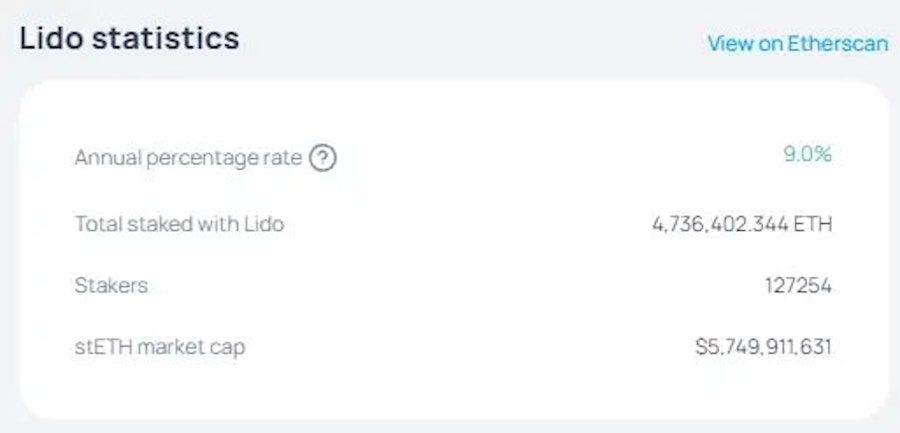 Lido statistics
View on Etherscan
Annual percentage rate ? 9.0%
Total staked with Lido 4,736,402.344 ETH
Stakers 127254
stETH market cap $5,749,911,631